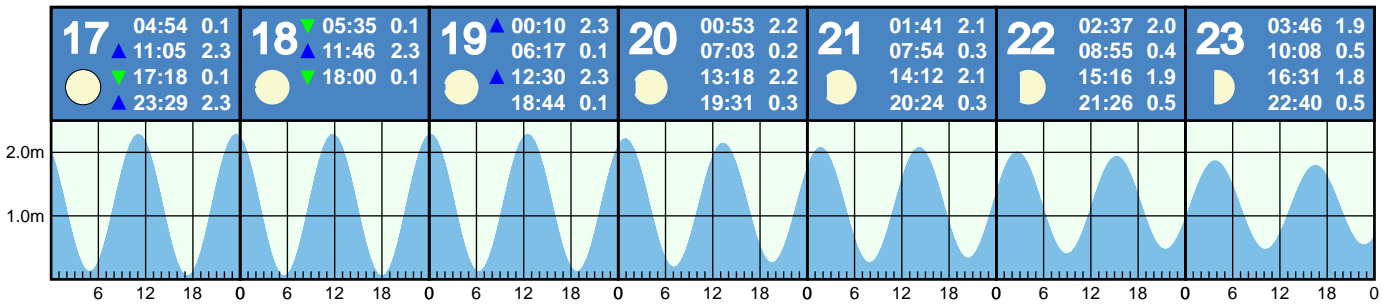 17
04:54 0.1
▲ 11:05 2.3
▼ 17:18 0.1
▲ 23:29 2.3
18
▼ 05:35 0.1
▲ 11:46 2.3
▼ 18:00 0.1
19
▲ 00:10 2.3
06:17 0.1
▲ 12:30 2.3
18:44 0.1
20
00:53 2.2
07:03 0.2
13:18 2.2
19:31 0.3
21
01:41 2.1
07:54 0.3
14:12 2.1
20:24 0.3
22
02:37 2.0
08:55 0.4
15:16 1.9
21:26 0.5
23
03:46 1.9
10:08 0.5
16:31 1.8
22:40 0.5
2.0m
1.0m
6 12 18 0 6 12 18 0 6 12 18 0 6 12 18 0 6 12 18 0 6 12 18 0 6 12 18 0